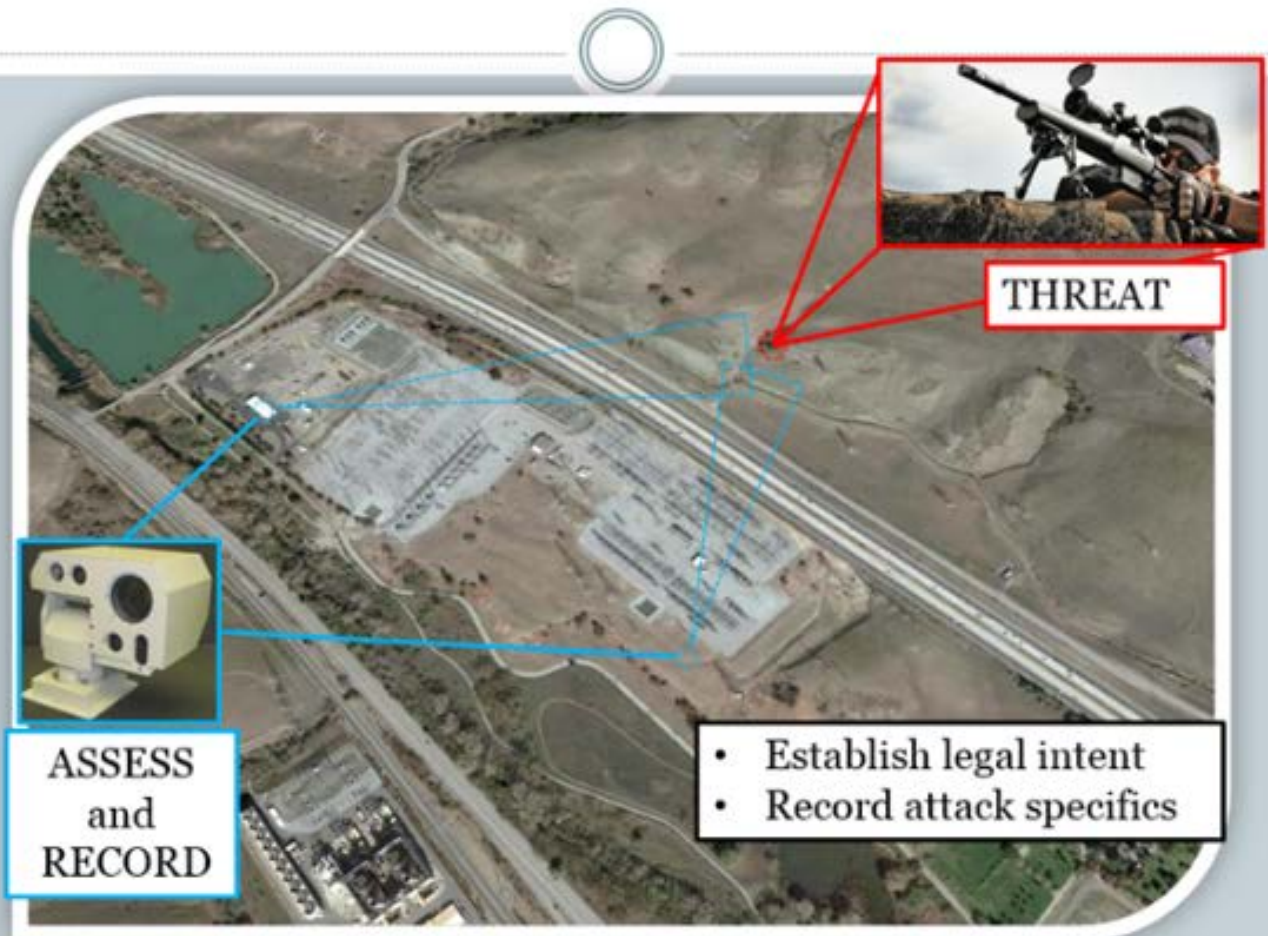 THREAT
ASSESS
and
RECORD
• Establish legal intent
• Record attack specifics